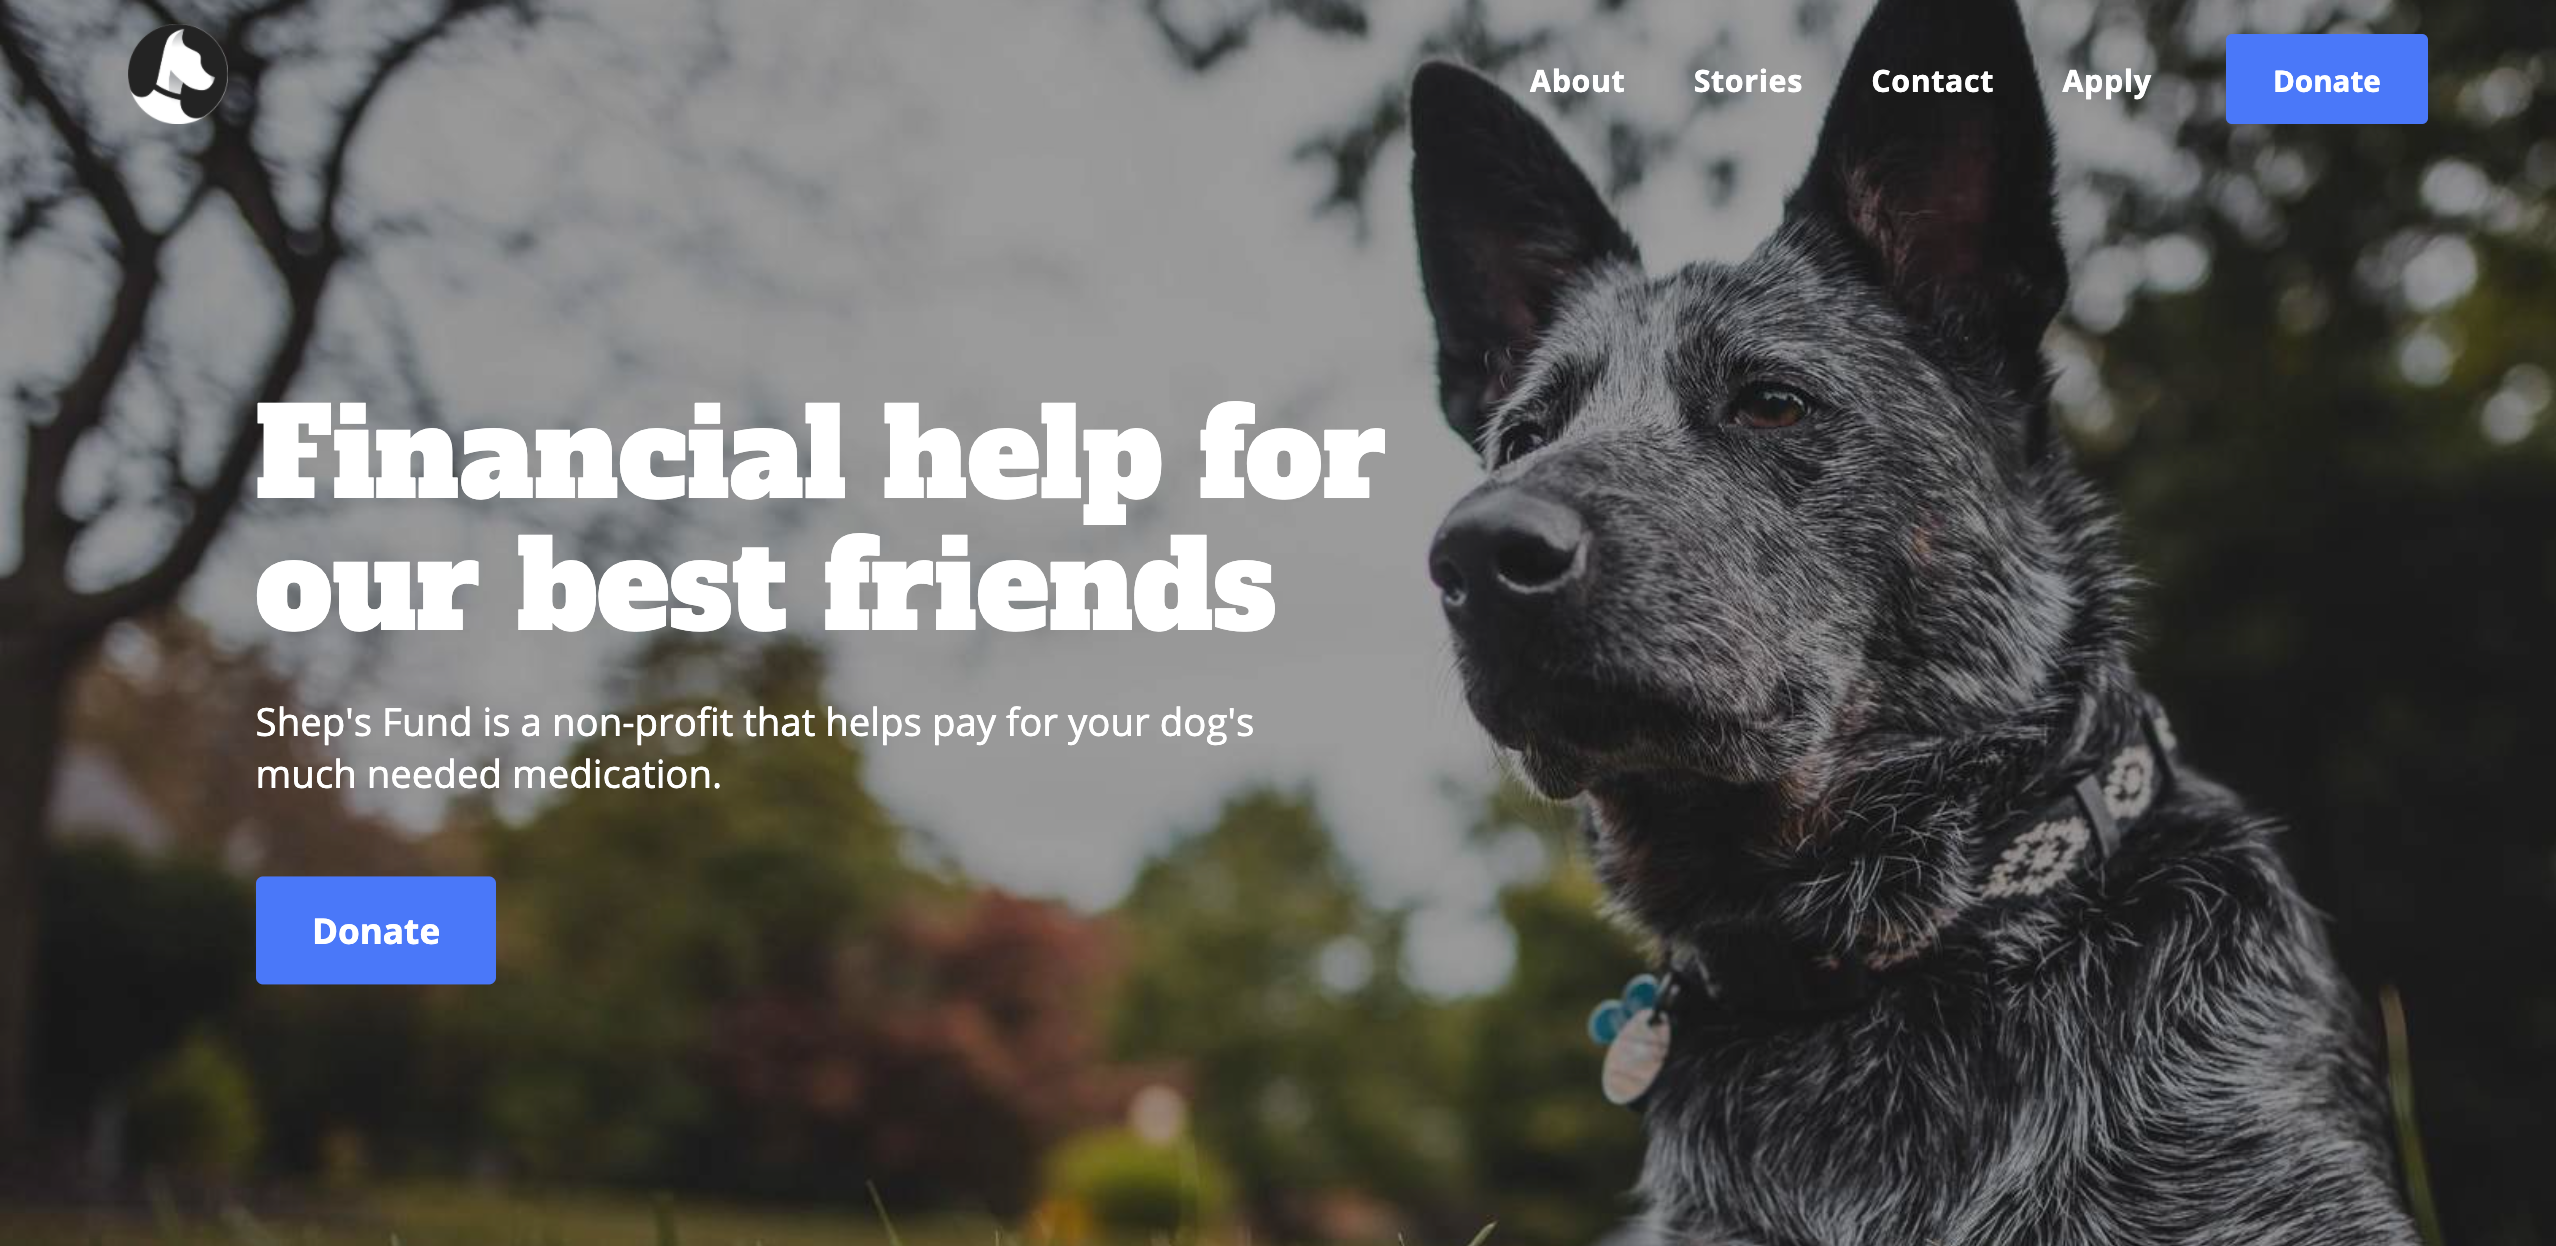 About
Stories
Contact
Apply
Donate
Financial help for
our best friends
Shep's Fund is a non-profit that helps pay for your dog's
much needed medication.
Donate